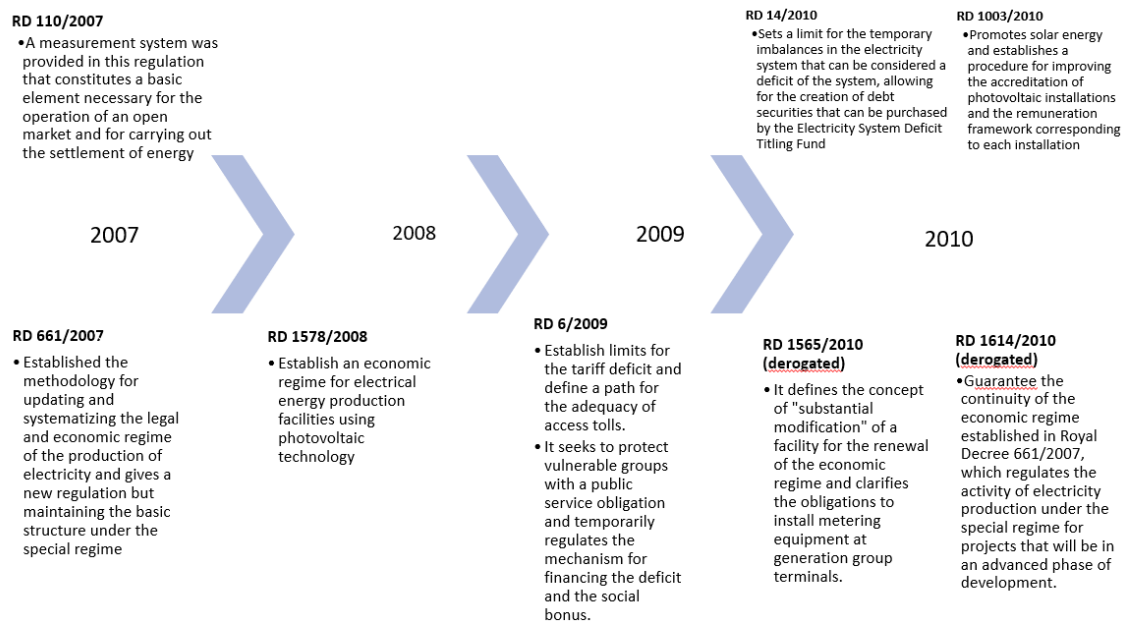 RD 110/2007
•A measurement system was
provided in this regulation
that constitutes a basic
element necessary for the
operation of an open
market and for carrying out
the settlement of energy
RD 14/2010
•Sets a limit for the temporary
imbalances in the electricity
system that can be considered a
deficit of the system, allowing
for the creation of debt
securities that can be purchased
by the Electricity System Deficit
Titling Fund
RD 1003/2010
•Promotes solar energy
and establishes a
procedure for improving
the accreditation of
photovoltaic installations
and the remuneration
framework corresponding
to each installation
2007
2008
2009
2010
RD 661/2007
• Established the
methodology for
updating and
systematizing the legal
and economic regime
of the production of
electricity and gives a
new regulation but
maintaining the basic
structure under the
special regime
RD 1578/2008
• Establish an economic
regime for electrical
energy production
facilities using
photovoltaic
technology
RD 6/2009
• Establish limits for
the tariff deficit and
define a path for
the adequacy of
access tolls.
• It seeks to protect
vulnerable groups
with a public
service obligation
and temporarily
regulates the
mechanism for
financing the deficit
and the social
bonus.
RD 1565/2010
(derogated)
• It defines the concept
of "substantial
modification" of a
facility for the renewal
of the economic
regime and clarifies
the obligations to
install metering
equipment at
generation group
terminals.
RD 1614/2010
(derogated)
•Guarantee the
continuity of the
economic regime
established in Royal
Decree 661/2007,
which regulates the
activity of electricity
production under the
special regime for
projects that will be in
an advanced phase of
development.